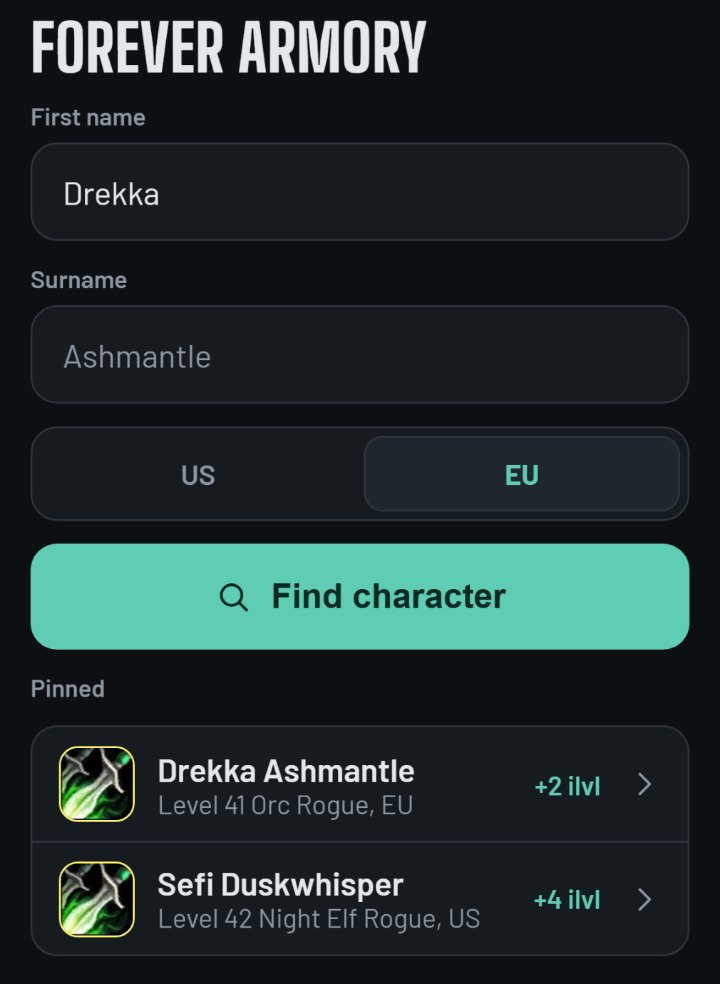 FOREVER ARMORY
First name
Drekka
Surname
Ashmantle
US
EU
Find character
Pinned
Drekka Ashmantle
Level 41 Orc Rogue, EU
+2 ilvl
Sefi Duskwhisper
Level 42 Night Elf Rogue, US
+4 ilvl